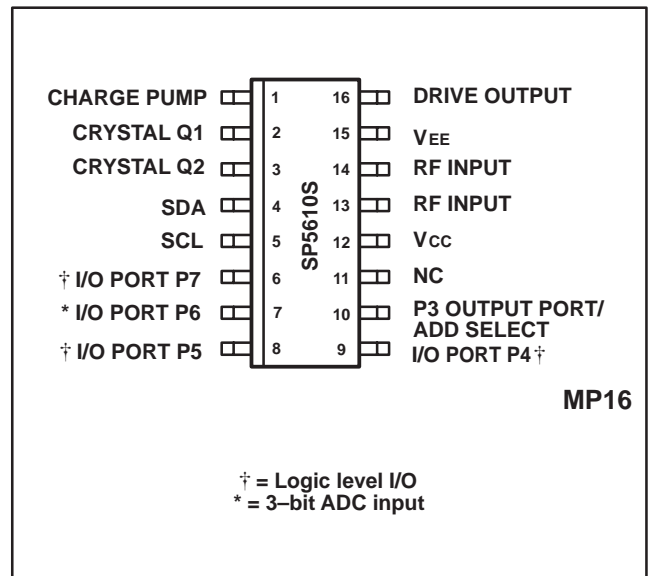 CHARGE PUMP 1 16 DRIVE OUTPUT
CRYSTAL Q1 2 15 VEE
CRYSTAL Q2 3 14 RF INPUT
SDA 4 13 RF INPUT
SCL 5 12 VCC
† I/O PORT P7 6 11 NC
* I/O PORT P6 7 10 P3 OUTPUT PORT/
ADD SELECT
† I/O PORT P5 8 9 I/O PORT P4 †
SP5610S
MP16
† = Logic level I/O
* = 3–bit ADC input